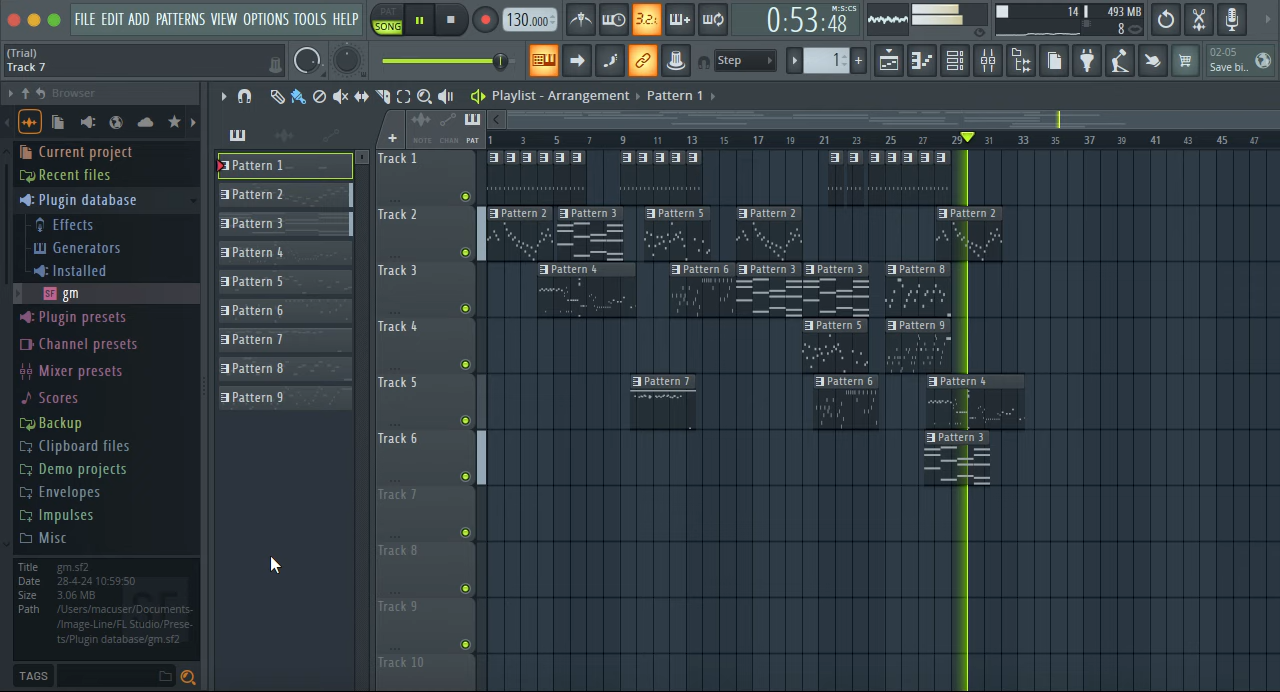 FILE EDIT ADD PATTERNS VIEW OPTIONS TOOLS HELP
PAT
SONG
130.000
3.2.
0:53:48
M:S:CS
14
493 MB
8
(Trial)
Track 7
Step
1
02-05
Save bi..
Browser
Playlist - Arrangement
Pattern 1
NOTE CHAN PAT
1 3 5 7 9 11 13 15 17 19 21 23 25 27 29 31 33 35 37 39 41 43 45 47
Current project
Recent files
Plugin database
Effects
Generators
Installed
gm
Plugin presets
Channel presets
Mixer presets
Scores
Backup
Clipboard files
Demo projects
Envelopes
Impulses
Misc
Title gm.sf2
Date 28-4-24 10:59:50
Size 3.06 MB
Path /Users/macuser/Documents-
/Image-Line/FL Studio/Prese-
ts/Plugin database/gm.sf2
TAGS
Pattern 1
Pattern 2
Pattern 3
Pattern 4
Pattern 5
Pattern 6
Pattern 7
Pattern 8
Pattern 9
Track 1
Track 2
Pattern 2 Pattern 3 Pattern 5 Pattern 2 Pattern 2
Track 3
Pattern 4 Pattern 6 Pattern 3 Pattern 3 Pattern 8
Track 4
Pattern 5 Pattern 9
Track 5
Pattern 7 Pattern 6 Pattern 4
Track 6
Pattern 3
Track 7
Track 8
Track 9
Track 10